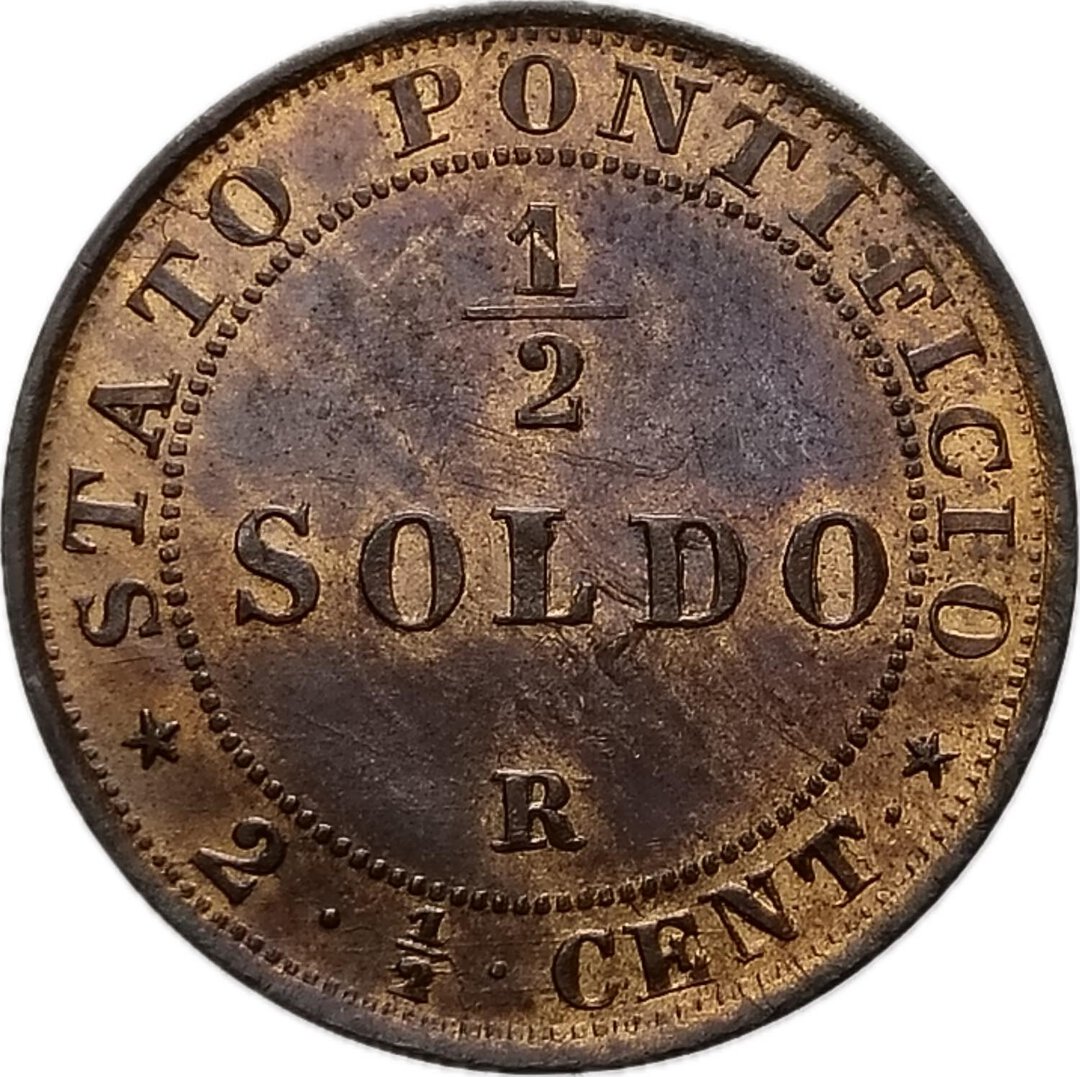 STATO PONTIFICIO
1/2
SOLDO
R
★ 2 · 1/2 · CENT · ★